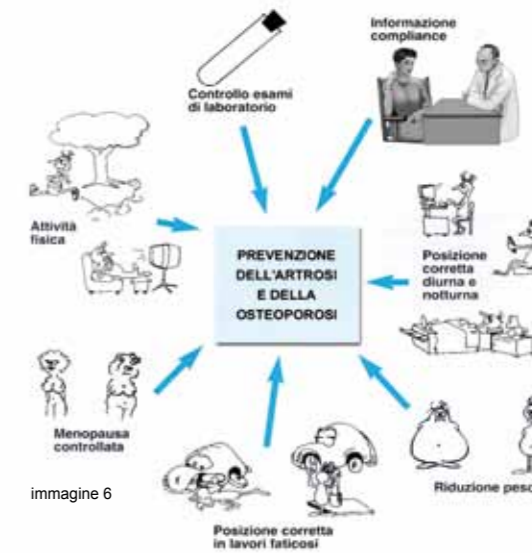 Informazione
compliance
Controllo esami
di laboratorio
Attività
fisica
PREVENZIONE
DELL'ARTROSI
E DELLA
OSTEOPOROSI
Posizione
corretta
diurna e
notturna
Menopausa
controllata
Riduzione peso
immagine 6
Posizione corretta
in lavori faticosi